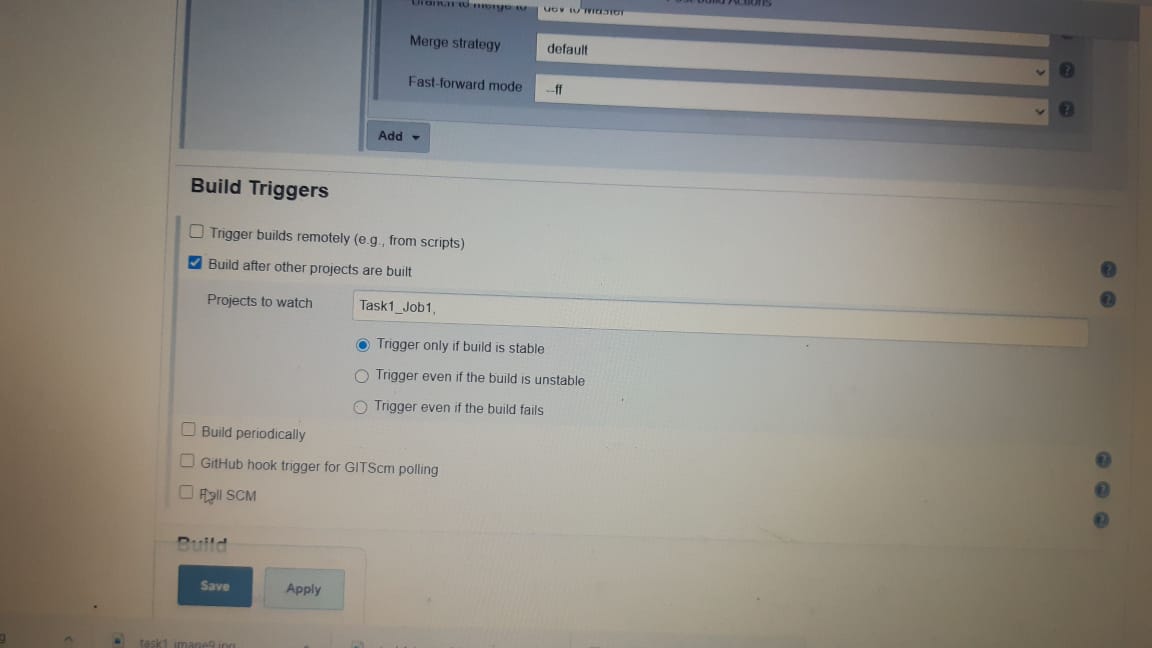 Branch to merge to
dev to Master
Post-build Actions
Merge strategy
default
Fast-forward mode
--ff
Add
Build Triggers
Trigger builds remotely (e.g., from scripts)
Build after other projects are built
Projects to watch
Task1_Job1,
Trigger only if build is stable
Trigger even if the build is unstable
Trigger even if the build fails
Build periodically
GitHub hook trigger for GITScm polling
Poll SCM
Build
Save
Apply